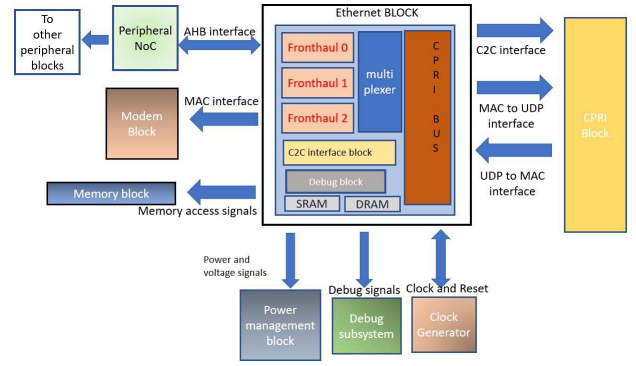 Ethernet BLOCK
To
other
peripheral
blocks
Peripheral
NoC
AHB interface
Fronthaul 0
Fronthaul 1
Fronthaul 2
multi
plexer
C
P
R
I
B
U
S
C2C interface block
Debug block
SRAM
DRAM
C2C interface
MAC to UDP
interface
UDP to MAC
interface
CPRI
Block
MAC interface
Modem
Block
Memory block
Memory access signals
Power and
voltage signals
Debug signals
Clock and Reset
Power
management
block
Debug
subsystem
Clock
Generator